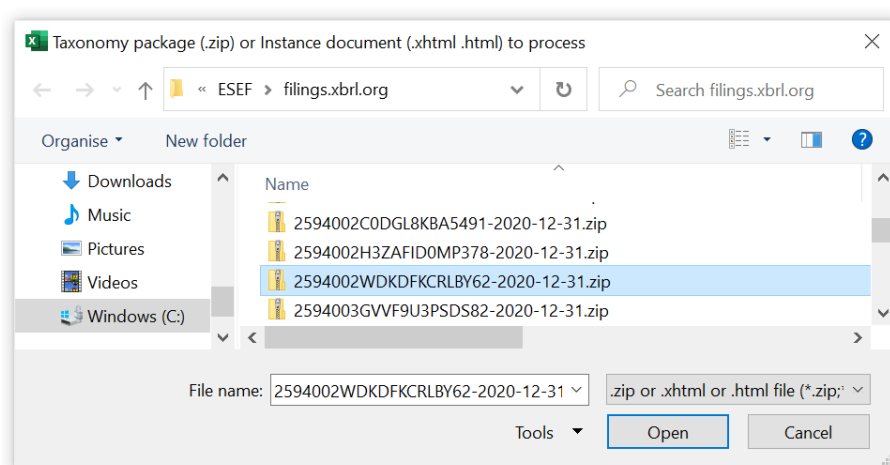 Taxonomy package (.zip) or Instance document (.xhtml .html) to process
« ESEF > filings.xbrl.org
Search filings.xbrl.org
Organise New folder
Name
Downloads
Music
Pictures
Videos
Windows (C:)
2594002C0DGL8KBA5491-2020-12-31.zip
2594002H3ZAFID0MP378-2020-12-31.zip
2594002WDKDFKCRLBY62-2020-12-31.zip
2594003GVVF9U3PSDS82-2020-12-31.zip
File name: 2594002WDKDFKCRLBY62-2020-12-31
.zip or .xhtml or .html file (*.zip;*
Tools Open Cancel